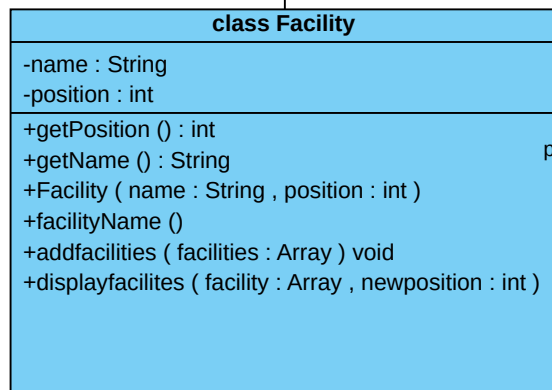 class Facility
-name : String
-position : int
+getPosition () : int
+getName () : String
p
+Facility ( name : String , position : int )
+facilityName ()
+addfacilities ( facilities : Array ) void
+displayfacilites ( facility : Array , newposition : int )